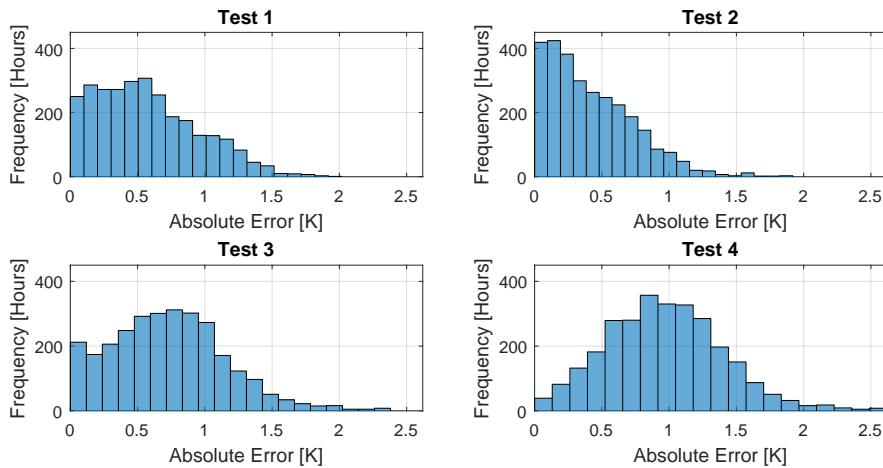 Test 1
Frequency [Hours]
400
200
0
0 0.5 1 1.5 2 2.5
Absolute Error [K]
Test 2
Frequency [Hours]
400
200
0
0 0.5 1 1.5 2 2.5
Absolute Error [K]
Test 3
Frequency [Hours]
400
200
0
0 0.5 1 1.5 2 2.5
Absolute Error [K]
Test 4
Frequency [Hours]
400
200
0
0 0.5 1 1.5 2 2.5
Absolute Error [K]